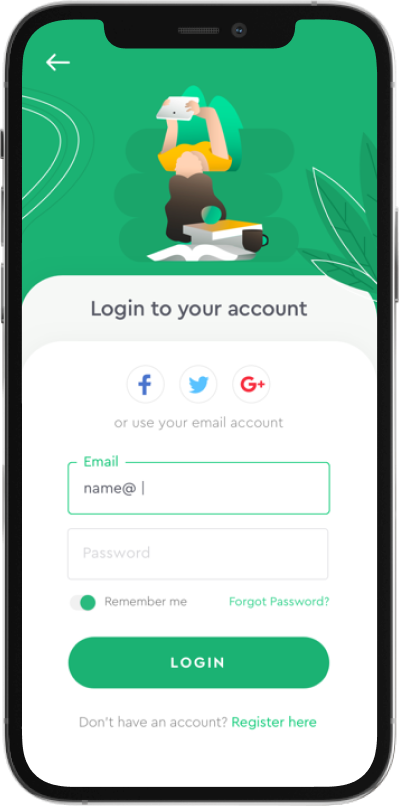 Login to your account
G+
or use your email account
Email
name@
Password
Remember me Forgot Password?
LOGIN
Don't have an account? Register here